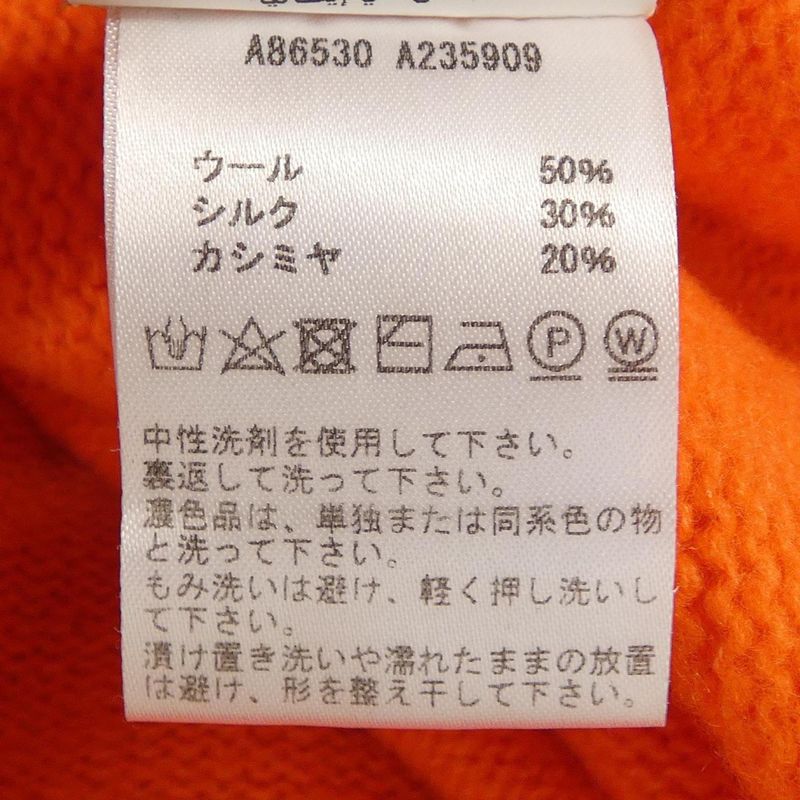 A86530 A235909
ウール 50%
シルク 30%
カシミヤ 20%
P W
中性洗剤を使用して下さい。
裏返して洗って下さい。
濃色品は、単独または同系色の物
と洗って下さい。
もみ洗いは避け、軽く押し洗いし
て下さい。
漬け置き洗いや濡れたままの放置
は避け、形を整え干して下さい。